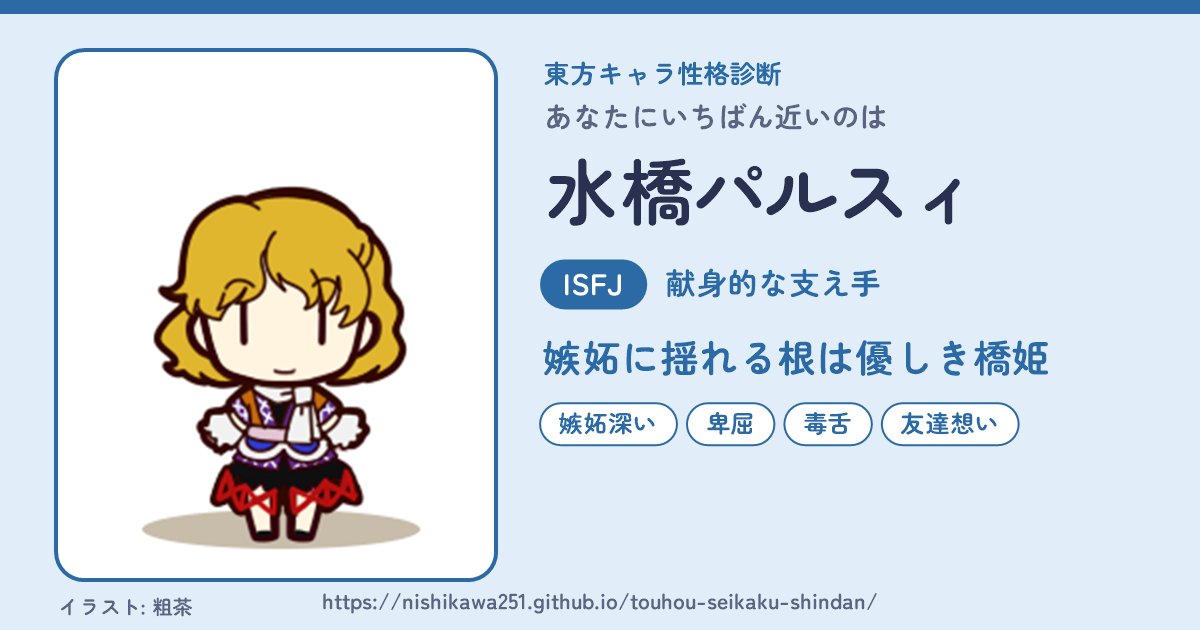 東方キャラ性格診断
あなたにいちばん近いのは
水橋パルスィ
ISFJ 献身的な支え手
嫉妬に揺れる根は優しき橋姫
嫉妬深い 卑屈 毒舌 友達想い
イラスト: 粗茶
https://nishikawa251.github.io/touhou-seikaku-shindan/